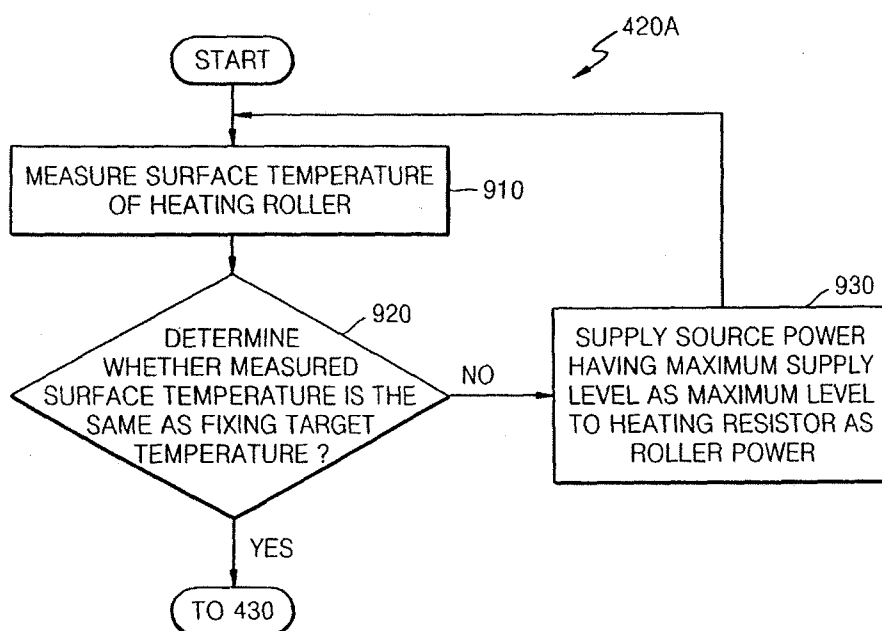 420A
START
MEASURE SURFACE TEMPERATURE
OF HEATING ROLLER
910
920
DETERMINE
WHETHER MEASURED
SURFACE TEMPERATURE IS THE
SAME AS FIXING TARGET
TEMPERATURE ?
NO
930
SUPPLY SOURCE POWER
HAVING MAXIMUM SUPPLY
LEVEL AS MAXIMUM LEVEL
TO HEATING RESISTOR AS
ROLLER POWER
YES
TO 430